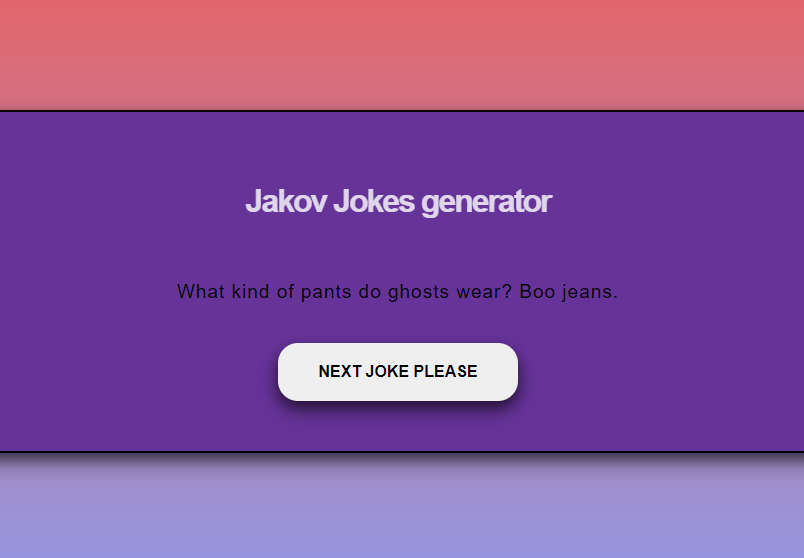 Jakov Jokes generator
What kind of pants do ghosts wear? Boo jeans.
NEXT JOKE PLEASE